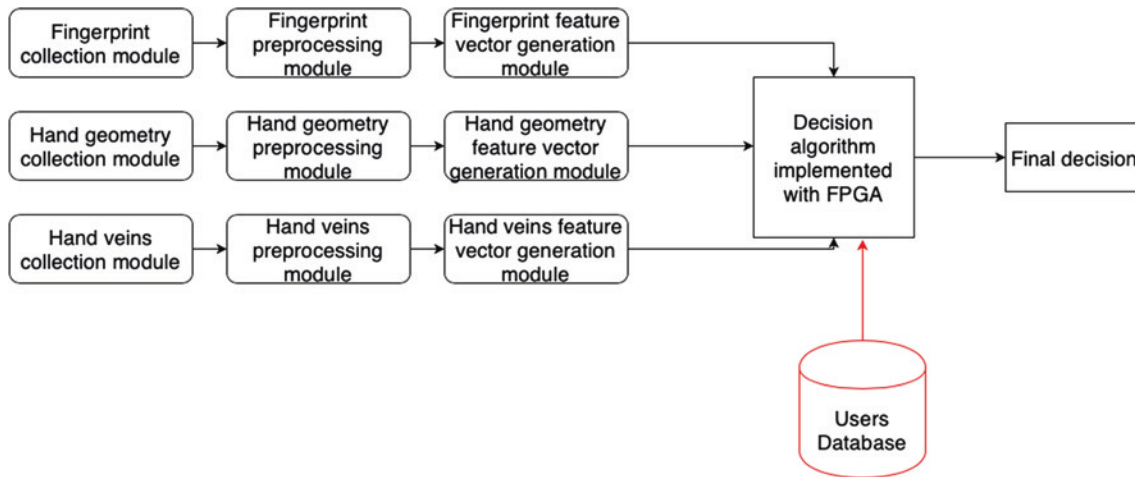 Fingerprint
collection module
Fingerprint
preprocessing
module
Fingerprint feature
vector generation
module
Hand geometry
collection module
Hand geometry
preprocessing
module
Hand geometry
feature vector
generation module
Hand veins
collection module
Hand veins
preprocessing
module
Hand veins feature
vector generation
module
Decision
algorithm
implemented
with FPGA
Final decision
Users
Database